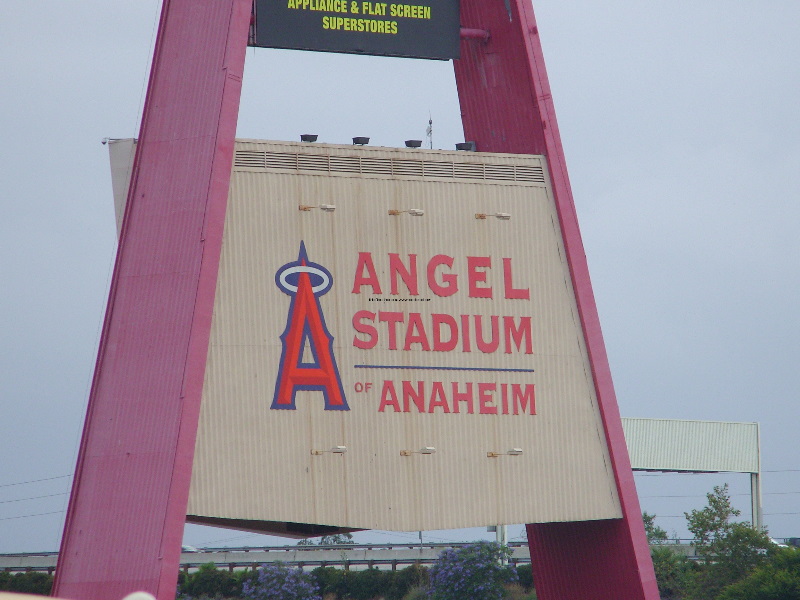 APPLIANCE & FLAT SCREEN
SUPERSTORES
ANGEL
STADIUM
OF ANAHEIM